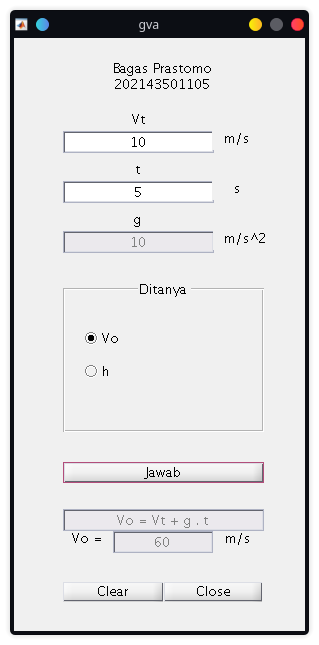 gva
Bagas Prastomo
202143501105
Vt
10 m/s
t
5 s
g
10 m/s^2
Ditanya
Vo
h
Jawab
Vo = Vt + g . t
Vo = 60 m/s
Clear Close